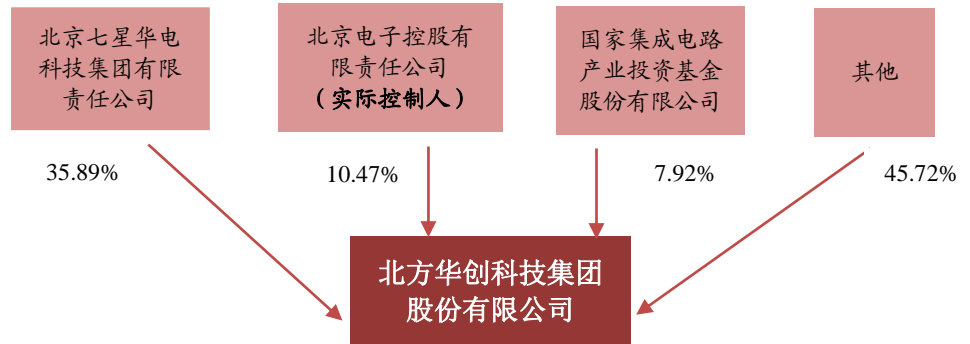 北京七星华电
科技集团有限
责任公司
北京电子控股有
限责任公司
（实际控制人）
国家集成电路
产业投资基金
股份有限公司
其他
35.89%
10.47%
7.92%
45.72%
北方华创科技集团
股份有限公司